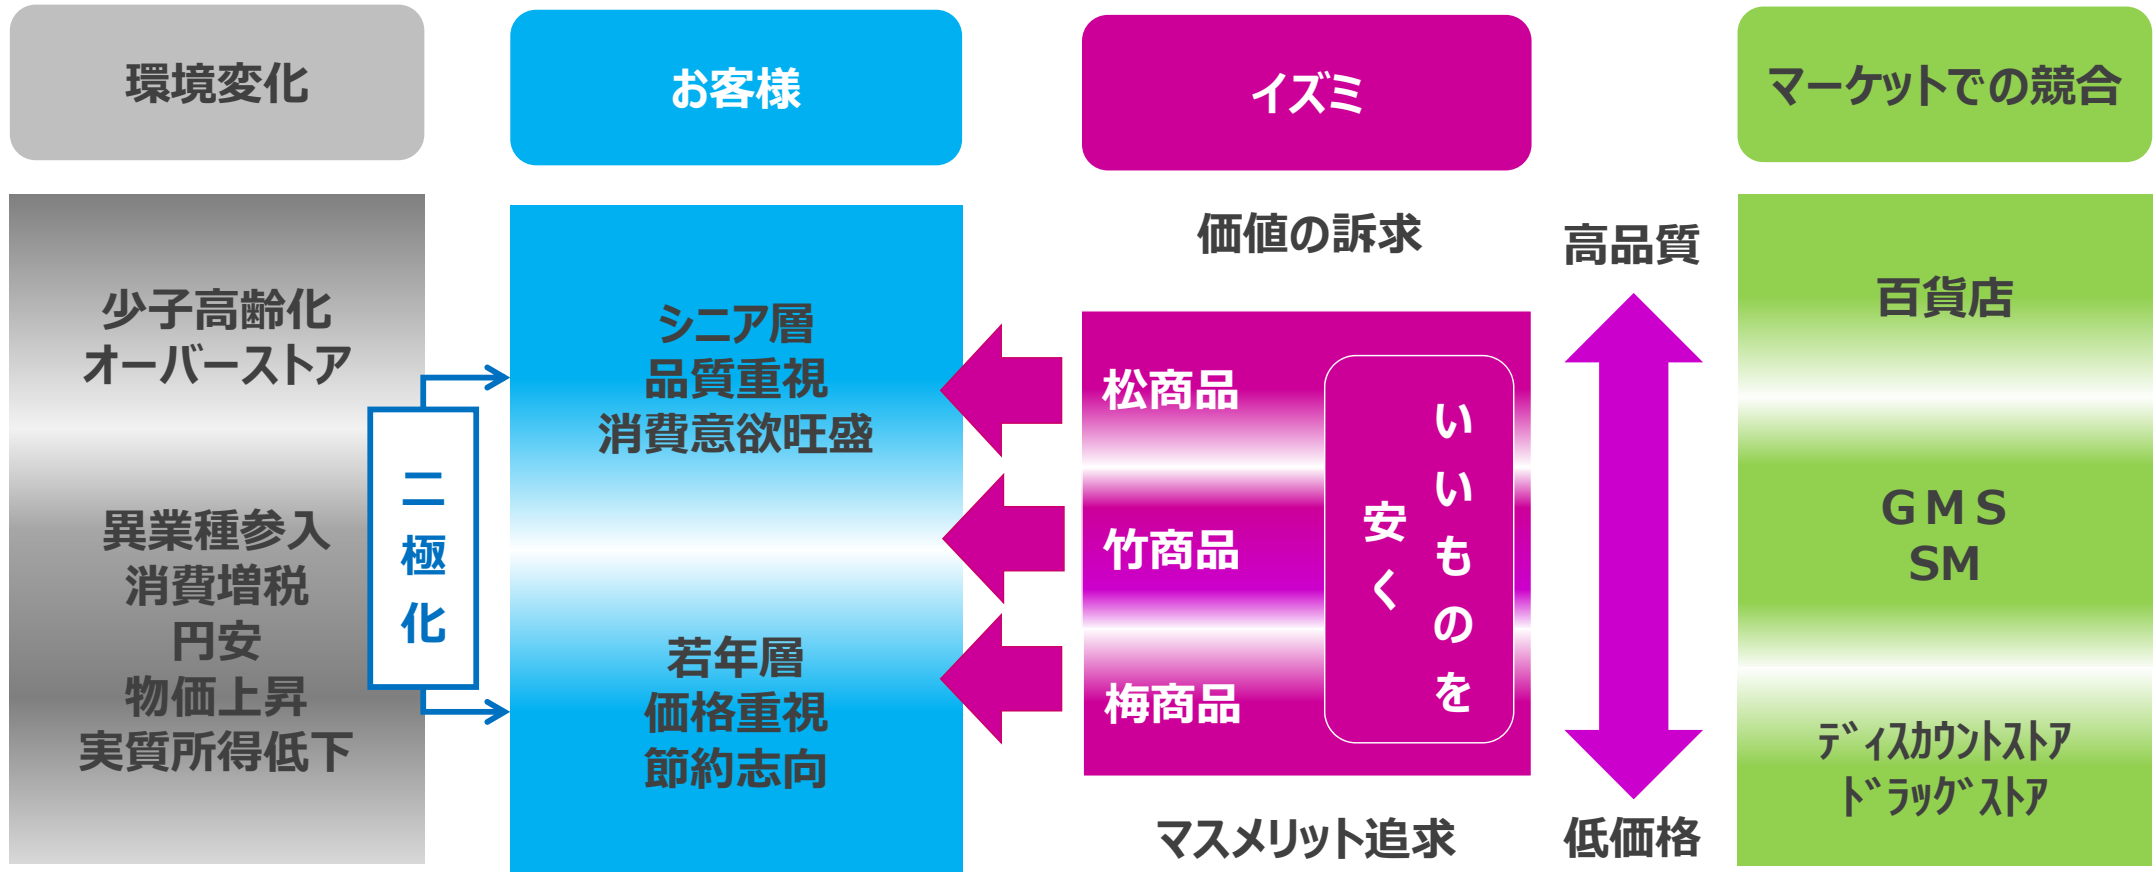 環境変化
少子高齢化
オーバーストア
異業種参入
消費増税
円安
物価上昇
実質所得低下
二極化
お客様
シニア層
品質重視
消費意欲旺盛
若年層
価格重視
節約志向
イズミ
価値の訴求
松商品
竹商品
梅商品
いいものを
安く
マスメリット追求
高品質
低価格
マーケットでの競合
百貨店
ＧＭＳ
SM
ﾃﾞｨｽｶｳﾝﾄｽﾄｱ
ﾄﾞﾗｯｸﾞｽﾄｱ